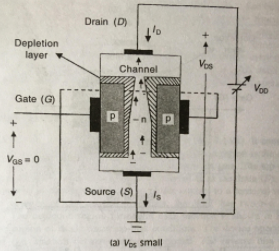 Drain (D)
I_D
+
Depletion
layer
Channel
V_DS
V_DD
Gate (G)
+
p
n
p
V_GS = 0
Source (S)
I_S
(a) V_DS small